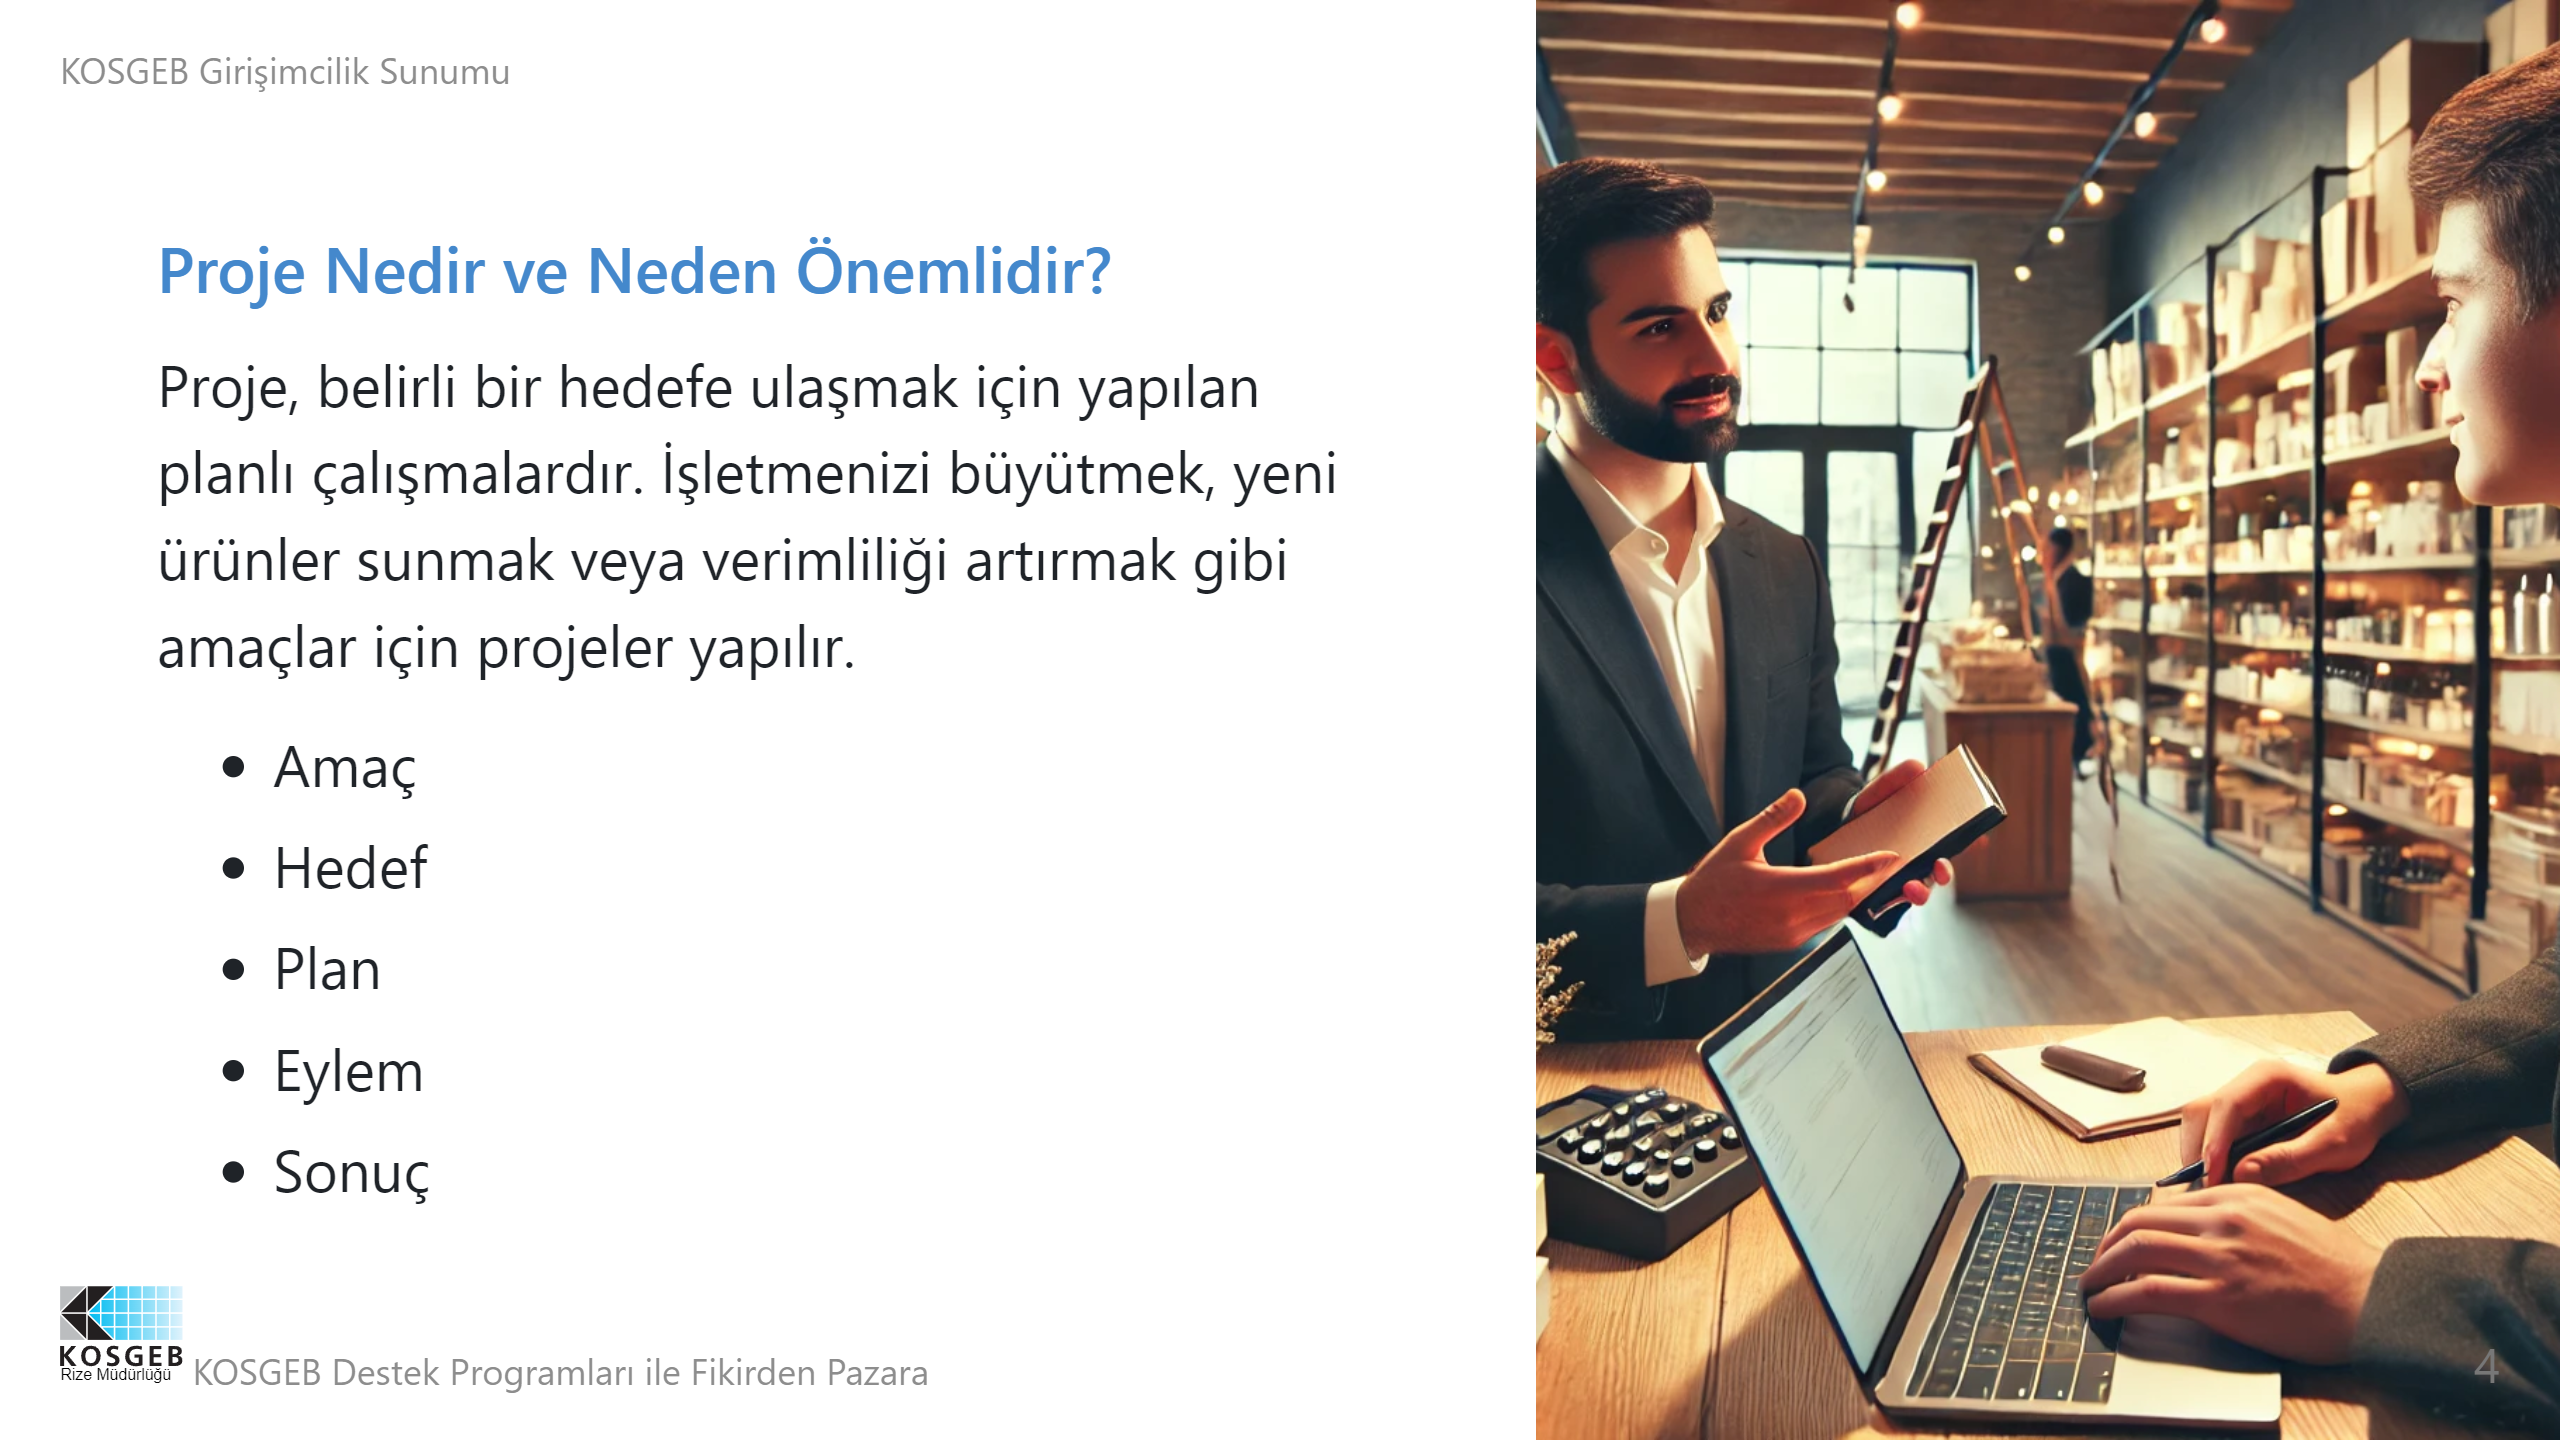 KOSGEB Girişimcilik Sunumu
Proje Nedir ve Neden Önemlidir?
Proje, belirli bir hedefe ulaşmak için yapılan
planlı çalışmalardır. İşletmenizi büyütmek, yeni
ürünler sunmak veya verimliliği artırmak gibi
amaçlar için projeler yapılır.
• Amaç
• Hedef
• Plan
• Eylem
• Sonuç
KOSGEB
Rize Müdürlüğü
KOSGEB Destek Programları ile Fikirden Pazara
4